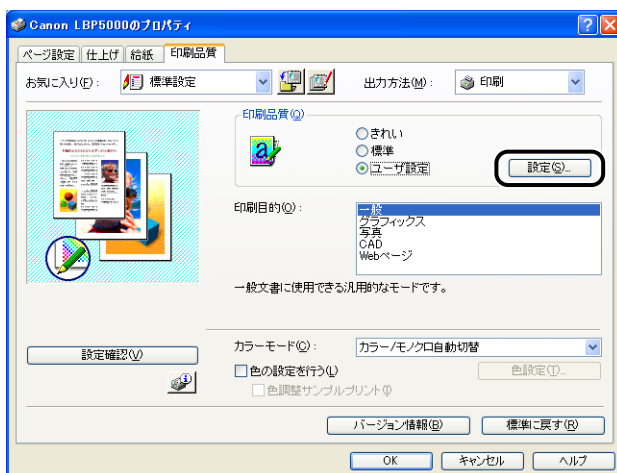 Canon LBP5000のプロパティ
ページ設定 仕上げ 給紙 印刷品質
お気に入り(F): 標準設定 出力方法(M): 印刷
印刷品質(Q)
きれい
標準
ユーザ設定 設定(S)...
印刷目的(O):
一般
グラフィックス
写真
CAD
Webページ
一般文書に使用できる汎用的なモードです。
設定確認(V)
カラーモード(C): カラー/モノクロ自動切替
色の設定を行う(L) 色設定(T)...
色調整サンプルプリント(I)
バージョン情報(B) 標準に戻す(R)
OK キャンセル ヘルプ